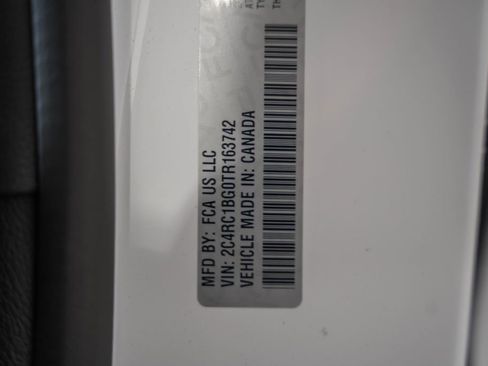 MFD BY: FCA US LLC
VIN: 2C4RC1BG0TR163742
VEHICLE MADE IN: CANADA